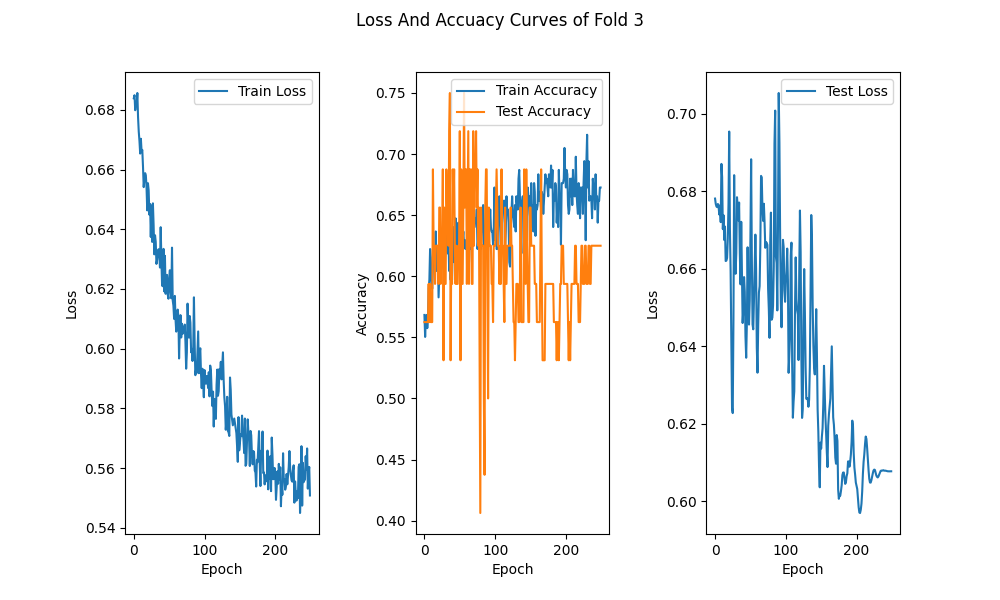 Loss And Accuacy Curves of Fold 3
Train Loss
0.68
0.66
0.64
0.62
0.60
0.58
0.56
0.54
Loss
0
100
200
Epoch
Train Accuracy
Test Accuracy
0.75
0.70
0.65
0.60
0.55
0.50
0.45
0.40
Accuracy
0
100
200
Epoch
Test Loss
0.70
0.68
0.66
0.64
0.62
0.60
Loss
0
100
200
Epoch